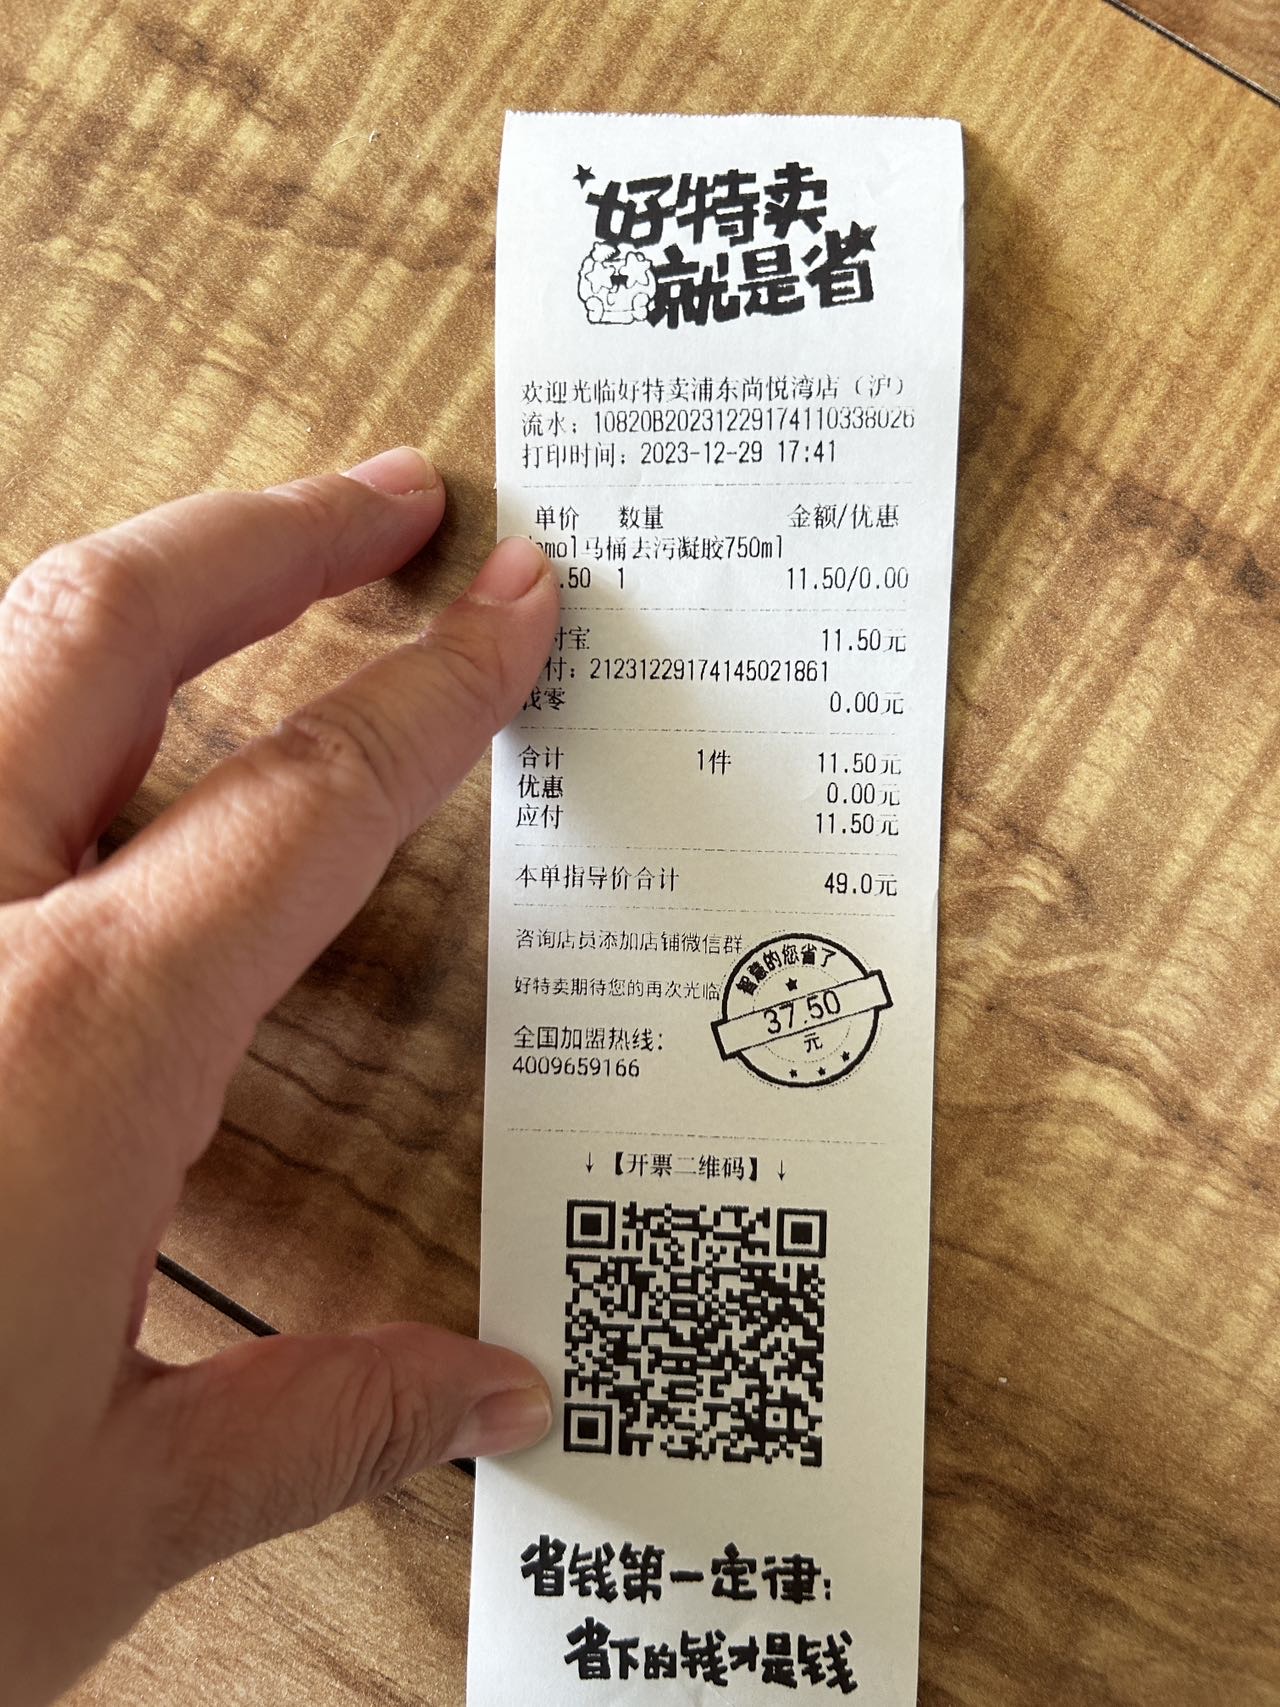 好特卖
就是省
欢迎光临好特卖浦东尚悦湾店（沪）
流水：10820B20231229174110338026
打印时间：2023-12-29 17:41
单价 数量 金额/优惠
马桶去污凝胶750ml
.50 1 11.50/0.00
付宝 11.50元
付：21231229174145021861
找零 0.00元
合计 1件 11.50元
优惠 0.00元
应付 11.50元
本单指导价合计 49.0元
咨询店员添加店铺微信群
好特卖期待您的再次光临
智慧的您省了
37.50
元
全国加盟热线：
4009659166
↓【开票二维码】↓
省钱第一定律：
省下的钱才是钱